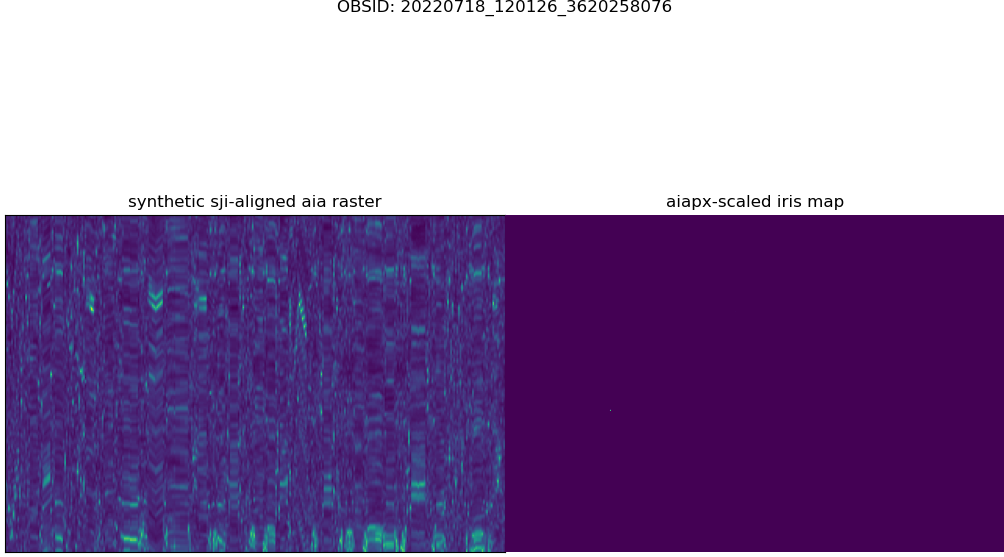 OBSID: 20220718_120126_3620258076
synthetic sji-aligned aia raster
aiapx-scaled iris map